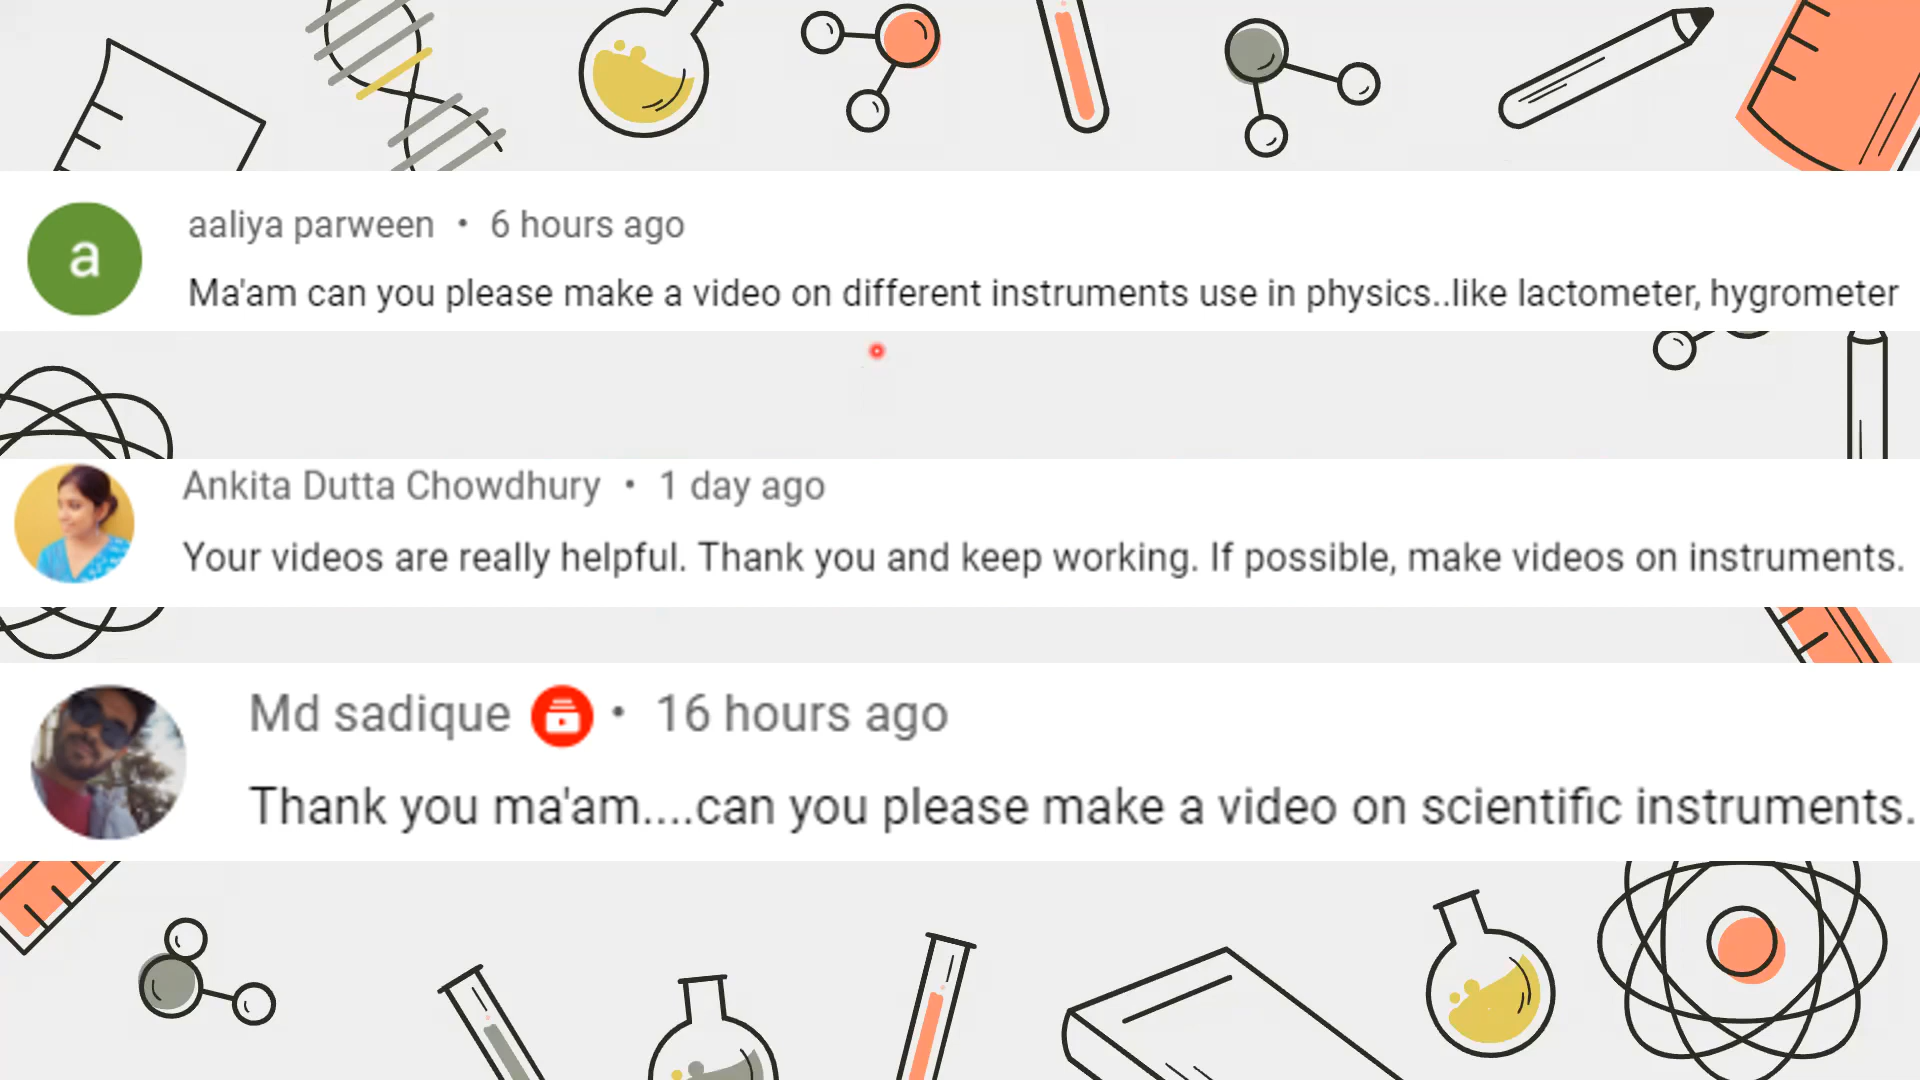 a
aaliya parween • 6 hours ago
Ma'am can you please make a video on different instruments use in physics..like lactometer, hygrometer
Ankita Dutta Chowdhury • 1 day ago
Your videos are really helpful. Thank you and keep working. If possible, make videos on instruments.
Md sadique • 16 hours ago
Thank you ma'am....can you please make a video on scientific instruments.